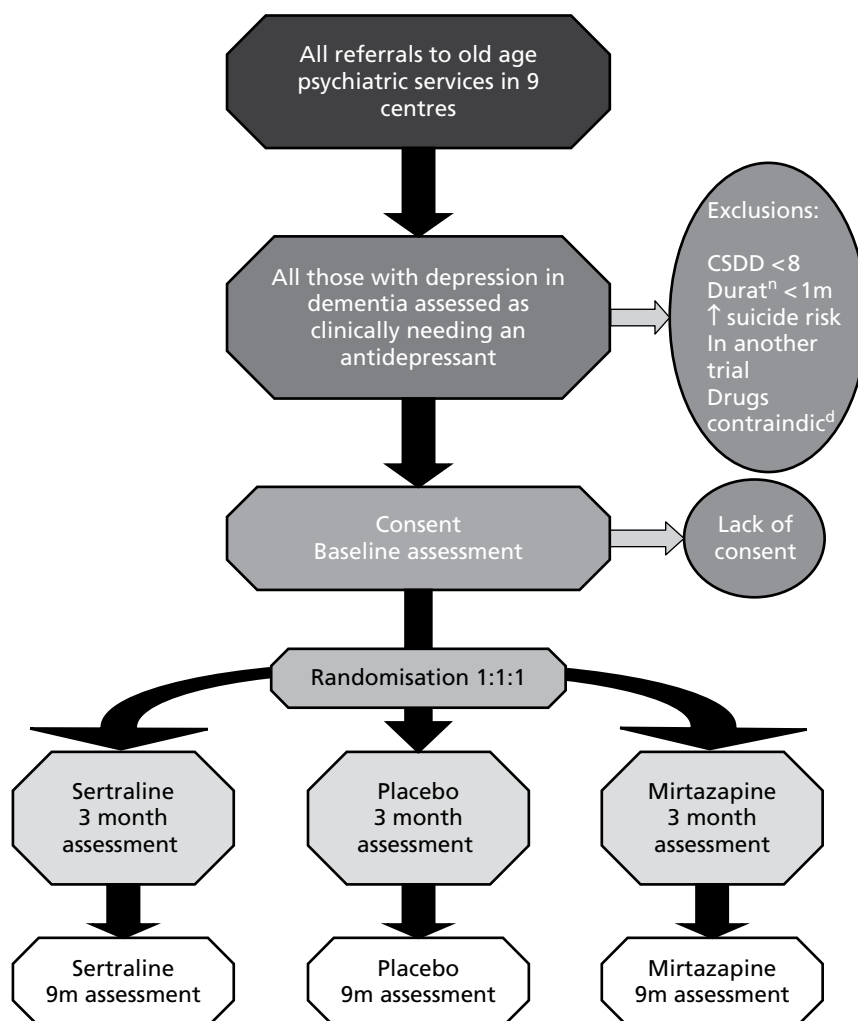 All referrals to old age
psychiatric services in 9
centres
All those with depression in
dementia assessed as
clinically needing an
antidepressant
Exclusions:
CSDD <8
Duratⁿ <1m
↑ suicide risk
In another
trial
Drugs
contraindicᵈ
Consent
Baseline assessment
Lack of
consent
Randomisation 1:1:1
Sertraline
3 month
assessment
Placebo
3 month
assessment
Mirtazapine
3 month
assessment
Sertraline
9m assessment
Placebo
9m assessment
Mirtazapine
9m assessment